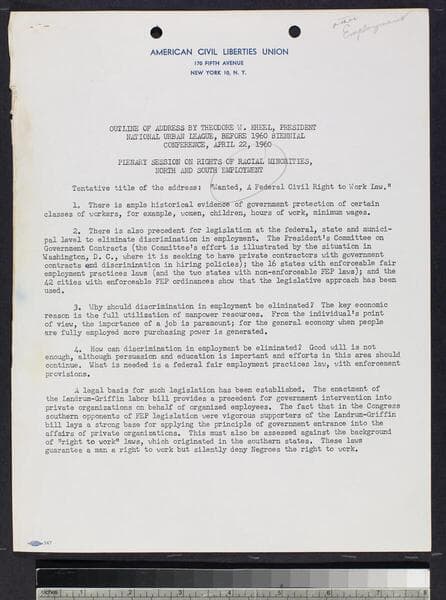 other
Employment
AMERICAN CIVIL LIBERTIES UNION
170 FIFTH AVENUE
NEW YORK 10, N. Y.
OUTLINE OF ADDRESS BY THEODORE W. KHEEL, PRESIDENT
NATIONAL URBAN LEAGUE, BEFORE 1960 BIENNIAL
CONFERENCE, APRIL 22, 1960
PLENARY SESSION ON RIGHTS OF RACIAL MINORITIES,
NORTH AND SOUTH EMPLOYMENT
Tentative title of the address: "Wanted, A Federal Civil Right to Work Law."
1. There is ample historical evidence of government protection of certain
classes of workers, for example, women, children, hours of work, minimum wages.
2. There is also precedent for legislation at the federal, state and munici-
pal level to eliminate discrimination in employment. The President's Committee on
Government Contracts (the Committee's effort is illustrated by the situation in
Washington, D. C., where it is seeking to have private contractors with government
contracts end discrimination in hiring policies); the 16 states with enforceable fair
employment practices laws (and the two states with non-enforceable FEP laws); and the
42 cities with enforceable FEP ordinances show that the legislative approach has been
used.
3. Why should discrimination in employment be eliminated? The key economic
reason is the full utilization of manpower resources. From the individual's point
of view, the importance of a job is paramount; for the general economy when people
are fully employed more purchasing power is generated.
4. How can discrimination in employment be eliminated? Good will is not
enough, although persuasion and education is important and efforts in this area should
continue. What is needed is a federal fair employment practices law, with enforcement
provisions.
A legal basis for such legislation has been established. The enactment of
the Landrum-Griffin labor bill provides a precedent for government intervention into
private organizations on behalf of organized employees. The fact that in the Congress
southern opponents of FEP legislation were vigorous supporters of the Landrum-Griffin
bill lays a strong base for applying the principle of government entrance into the
affairs of private organizations. This must also be assessed against the background
of "right to work" laws, which originated in the southern states. These laws
guarantee a man a right to work but silently deny Negroes the right to work.
147
inches 1 2 3 4 5 6 7 8